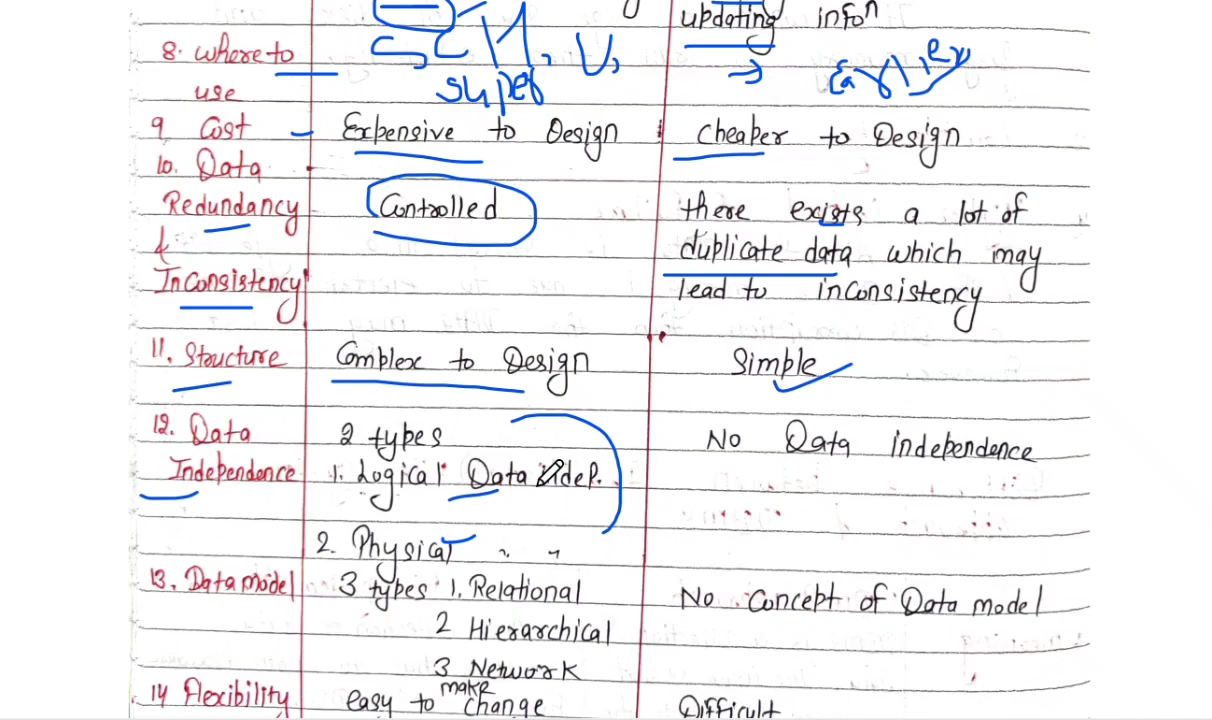 updating infoⁿ
8. where to
use
SCM, U,
super
→ Earlier
9 Cost – Expensive to Design cheaper to Design
10. Data
Redundancy
&
Inconsistency
Controlled
there exists a lot of
duplicate data which may
lead to inconsistency
11. Structure Complex to Design Simple
12. Data
Independence
2 types
1. Logical Data indep.
2. Physical " "
No Data independence
13. Data model 3 types 1. Relational
2 Hierarchical
3 Network
No Concept of Data model
14 Flexibility easy to make change Difficult